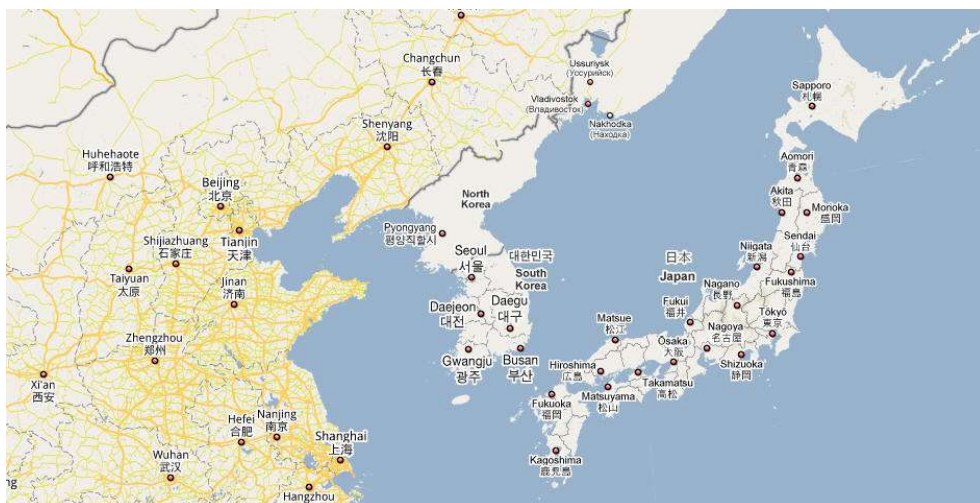 Changchun
长春
Ussuriysk
(Уссурийск)
Vladivostok
(Владивосток)
Nakhodka
(Находка)
Sapporo
札幌
Shenyang
沈阳
Huhehaote
呼和浩特
Beijing
北京
Tianjin
天津
Shijiazhuang
石家庄
Taiyuan
太原
Jinan
济南
Zhengzhou
郑州
Xi'an
西安
Hefei
合肥
Nanjing
南京
Shanghai
上海
Wuhan
武汉
Hangzhou
North
Korea
Pyongyang
평양직할시
Seoul
서울
대한민국
South
Korea
Daejeon
대전
Daegu
대구
Gwangju
광주
Busan
부산
日本
Japan
Aomori
青森
Akita
秋田
Morioka
盛岡
Sendai
仙台
Niigata
新潟
Fukushima
福島
Nagano
長野
Fukui
福井
Tōkyō
東京
Nagoya
名古屋
Shizuoka
静岡
Matsue
松江
Ōsaka
大阪
Hiroshima
広島
Takamatsu
高松
Matsuyama
松山
Fukuoka
福岡
Kagoshima
鹿児島